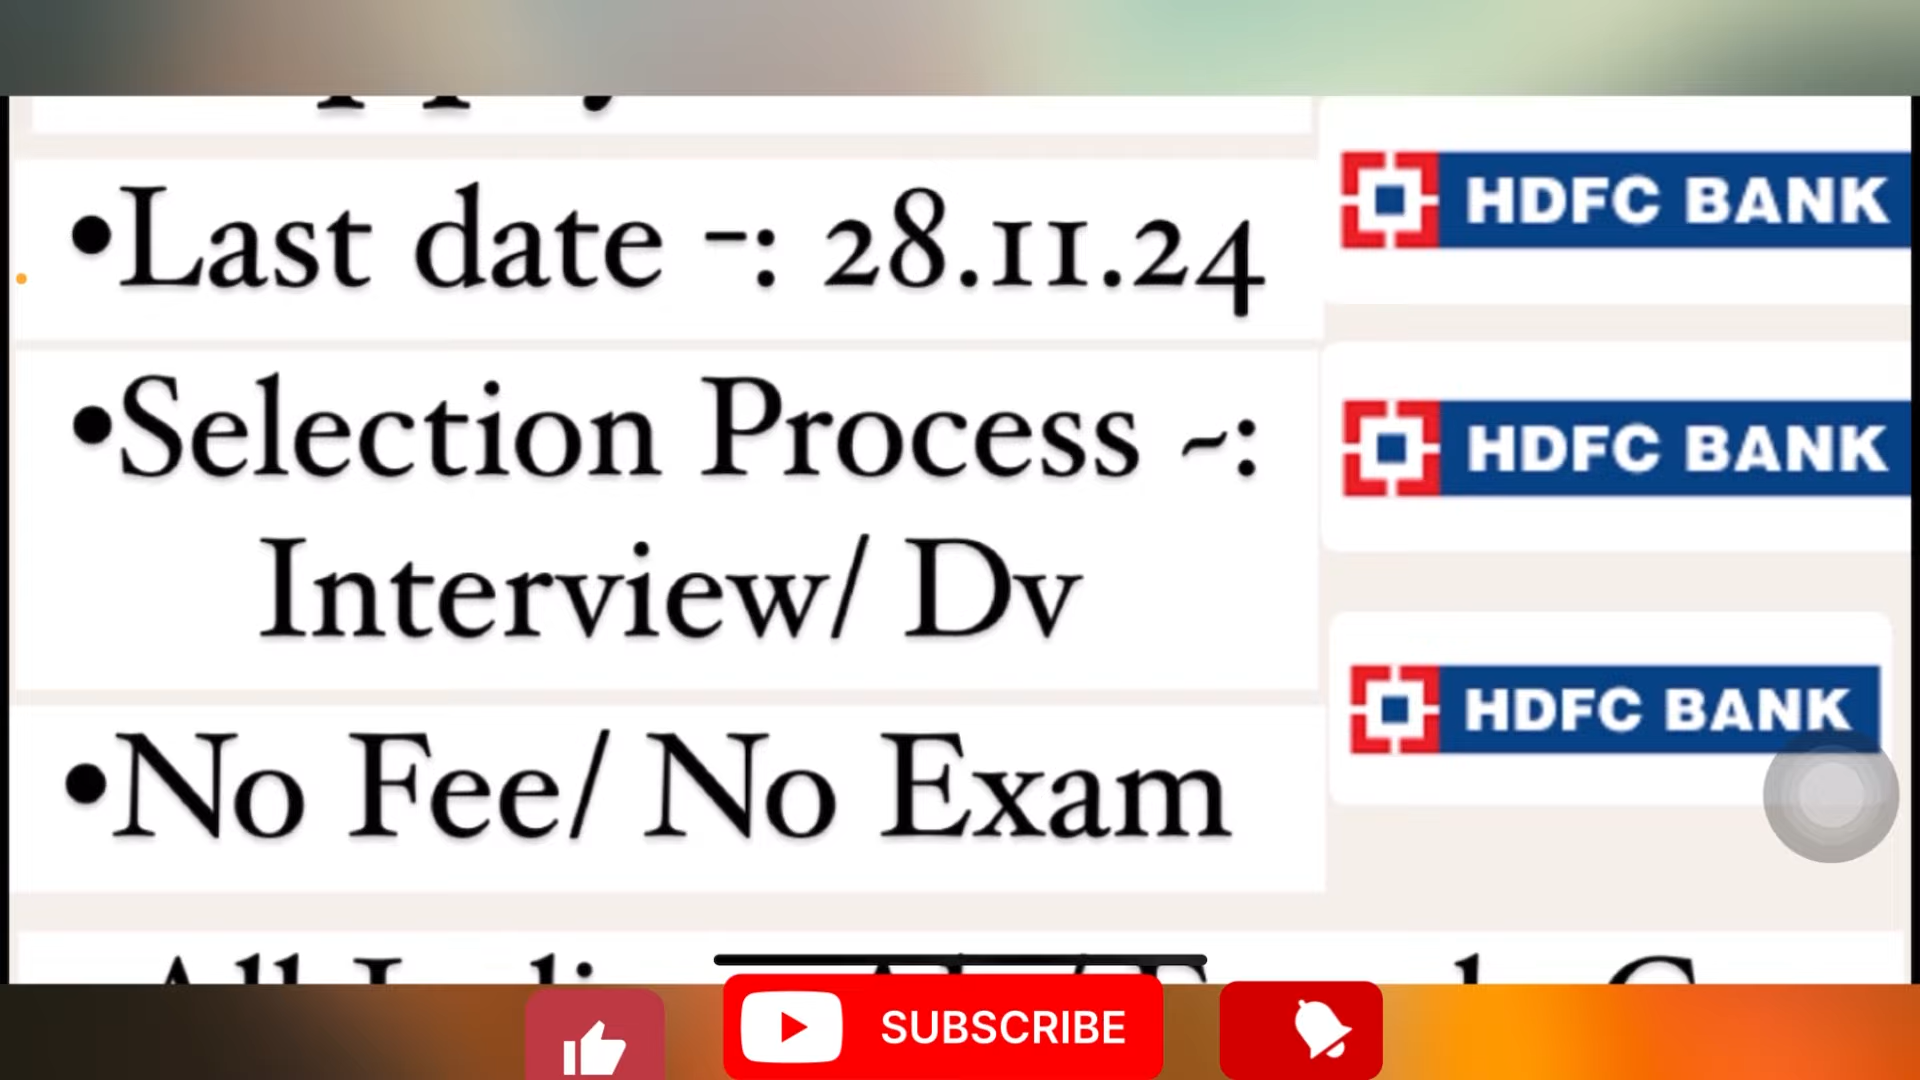 •Last date -: 28.11.24
HDFC BANK
•Selection Process ~:
HDFC BANK
Interview/ Dv
HDFC BANK
•No Fee/ No Exam
SUBSCRIBE